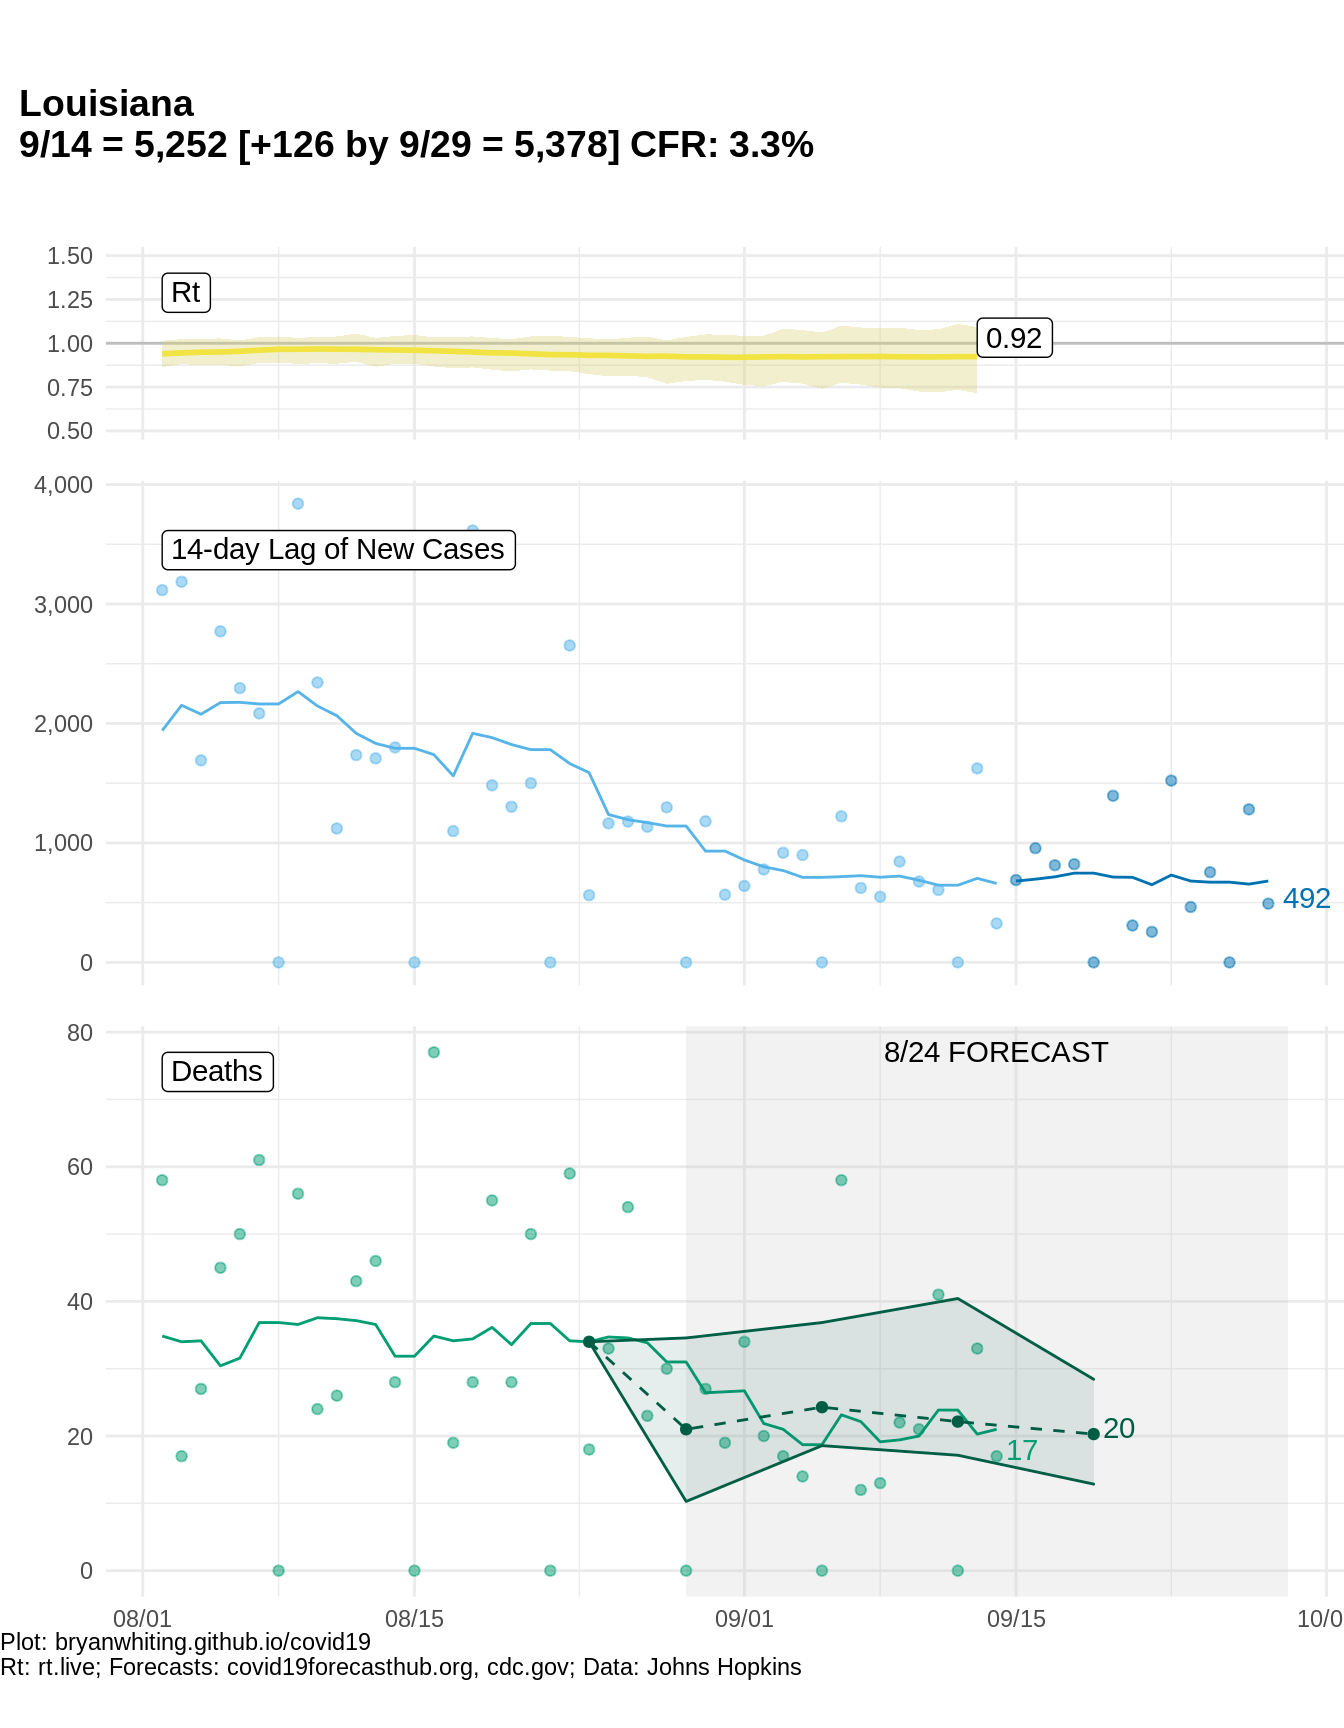 Louisiana
9/14 = 5,252 [+126 by 9/29 = 5,378] CFR: 3.3%
1.50
1.25
1.00
0.75
0.50
Rt
0.92
4,000
3,000
2,000
1,000
0
14-day Lag of New Cases
492
80
60
40
20
0
Deaths
8/24 FORECAST
20
17
08/01 08/15 09/01 09/15 10/0
Plot: bryanwhiting.github.io/covid19
Rt: rt.live; Forecasts: covid19forecasthub.org, cdc.gov; Data: Johns Hopkins